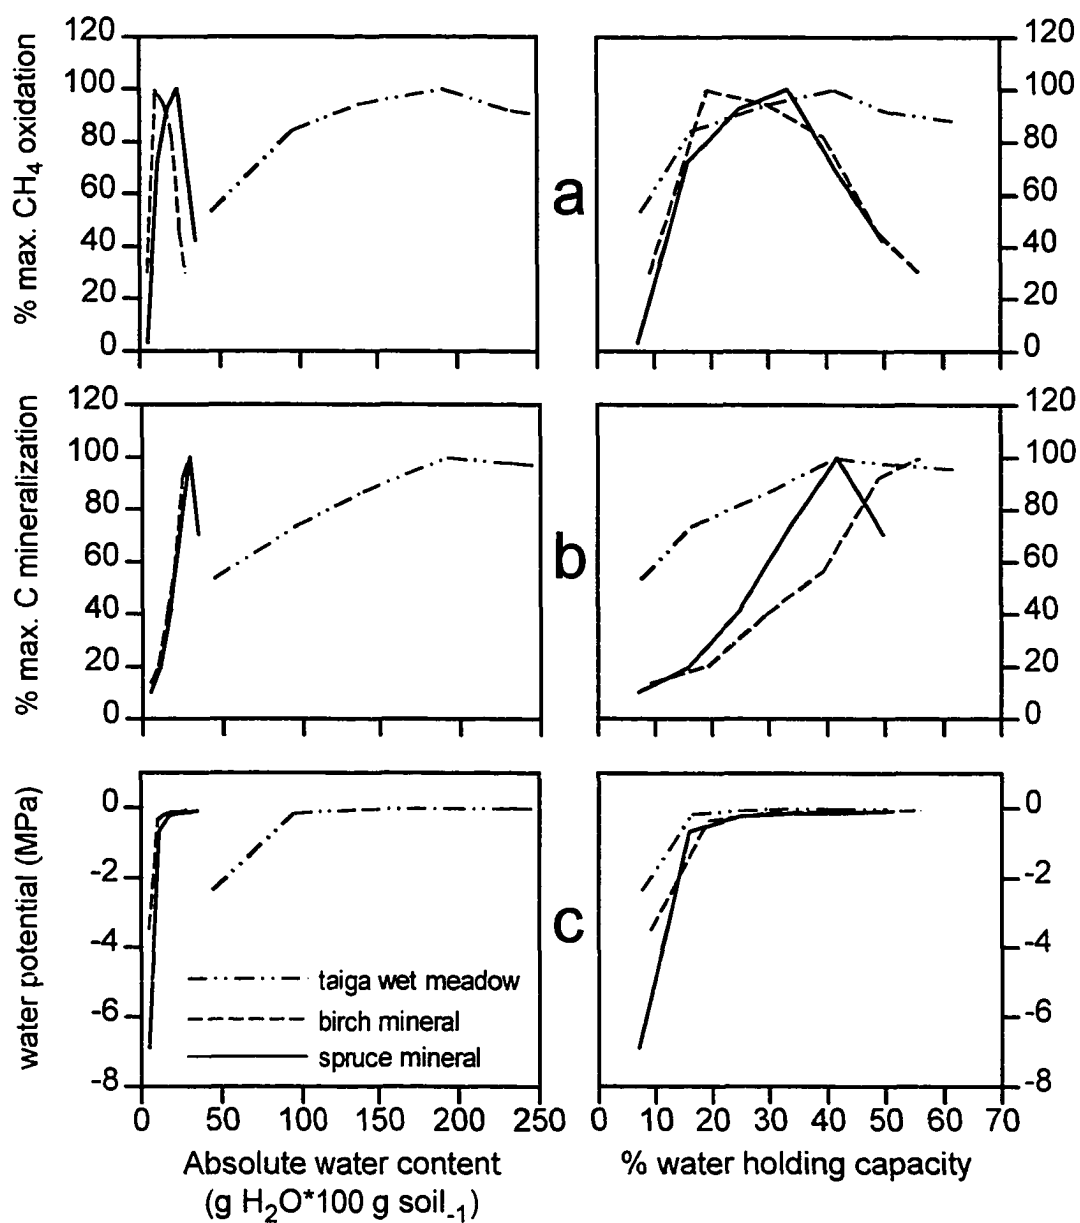 120
100
80
60
40
20
0
% max. CH4 oxidation
a
120
100
80
60
40
20
0
120
100
80
60
40
20
0
% max. C mineralization
b
120
100
80
60
40
20
0
0
-2
-4
-6
-8
water potential (MPa)
taiga wet meadow
birch mineral
spruce mineral
c
0
-2
-4
-6
-8
0 50 100 150 200 250
0 10 20 30 40 50 60 70
Absolute water content
(g H2O*100 g soil-1)
% water holding capacity